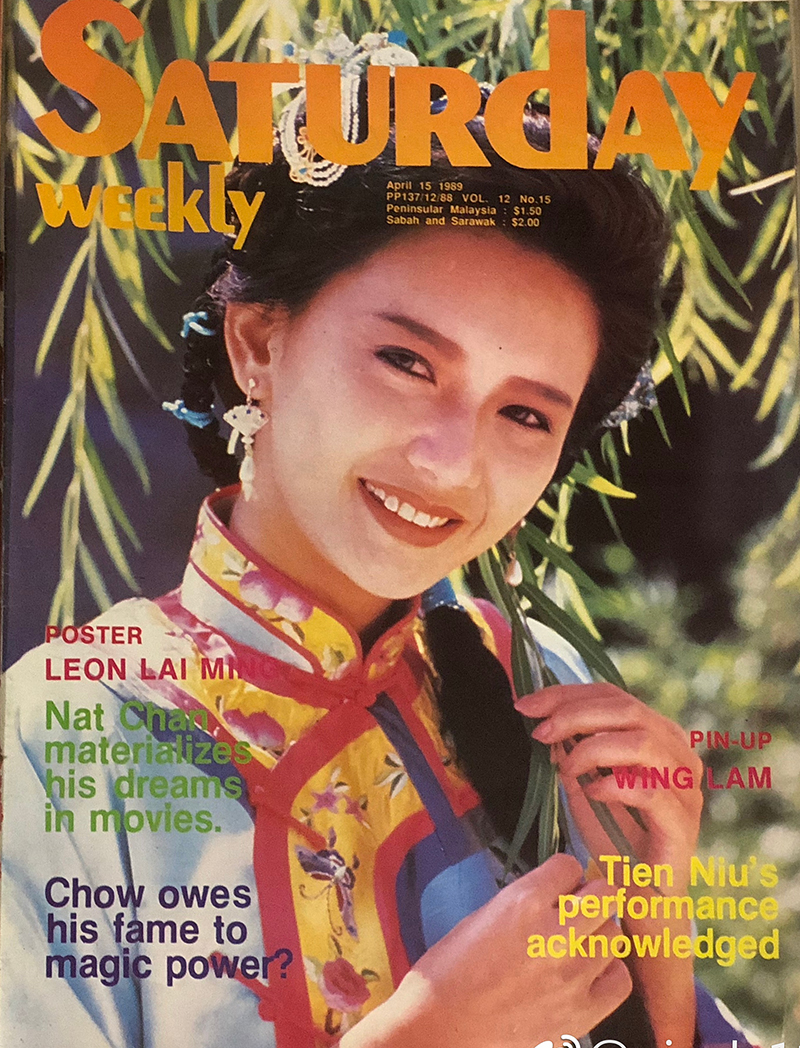 SATURDAY
WEEKLY
April 15 1989
PP137/12/88 VOL. 12 No.15
Peninsular Malaysia : $1.50
Sabah and Sarawak : $2.00
POSTER
LEON LAI MING
Nat Chan
materializes
his dreams
in movies.
Chow owes
his fame to
magic power?
PIN-UP
WING LAM
Tien Niu's
performance
acknowledged